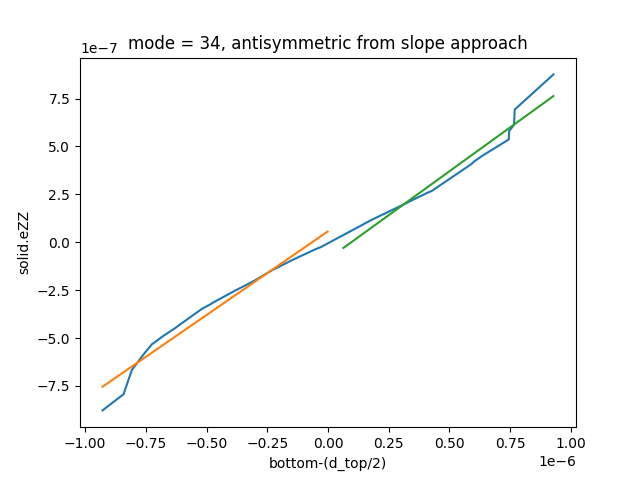 1e−7
mode = 34, antisymmetric from slope approach
7.5
5.0
2.5
0.0
−2.5
−5.0
−7.5
solid.eZZ
−1.00 −0.75 −0.50 −0.25 0.00 0.25 0.50 0.75 1.00
bottom-(d_top/2)
1e−6